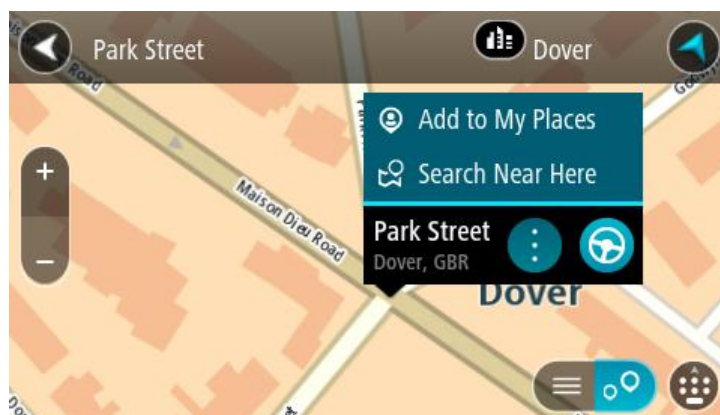 Park Street
Dover
Road
Add to My Places
Search Near Here
Maison Dieu Road
Park Street
Dover, GBR
Dover